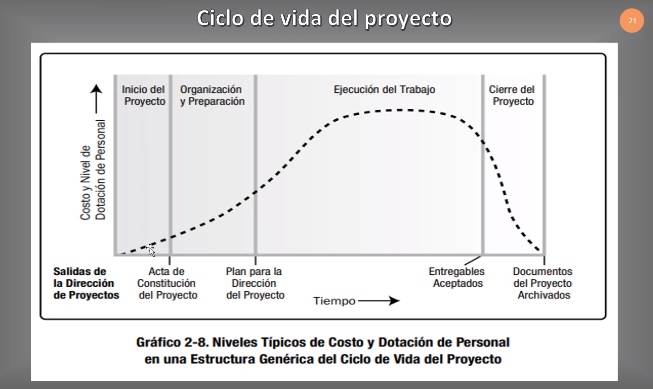 Ciclo de vida del proyecto
21
Inicio del
Proyecto
Organización
y Preparación
Ejecución del Trabajo
Cierre del
Proyecto
Costo y Nivel de
Dotación de Personal
Salidas de
la Dirección
de Proyectos
Acta de
Constitución
del Proyecto
Plan para la
Dirección
del Proyecto
Entregables
Aceptados
Documentos
del Proyecto
Archivados
Tiempo
Gráfico 2-8. Niveles Típicos de Costo y Dotación de Personal
en una Estructura Genérica del Ciclo de Vida del Proyecto